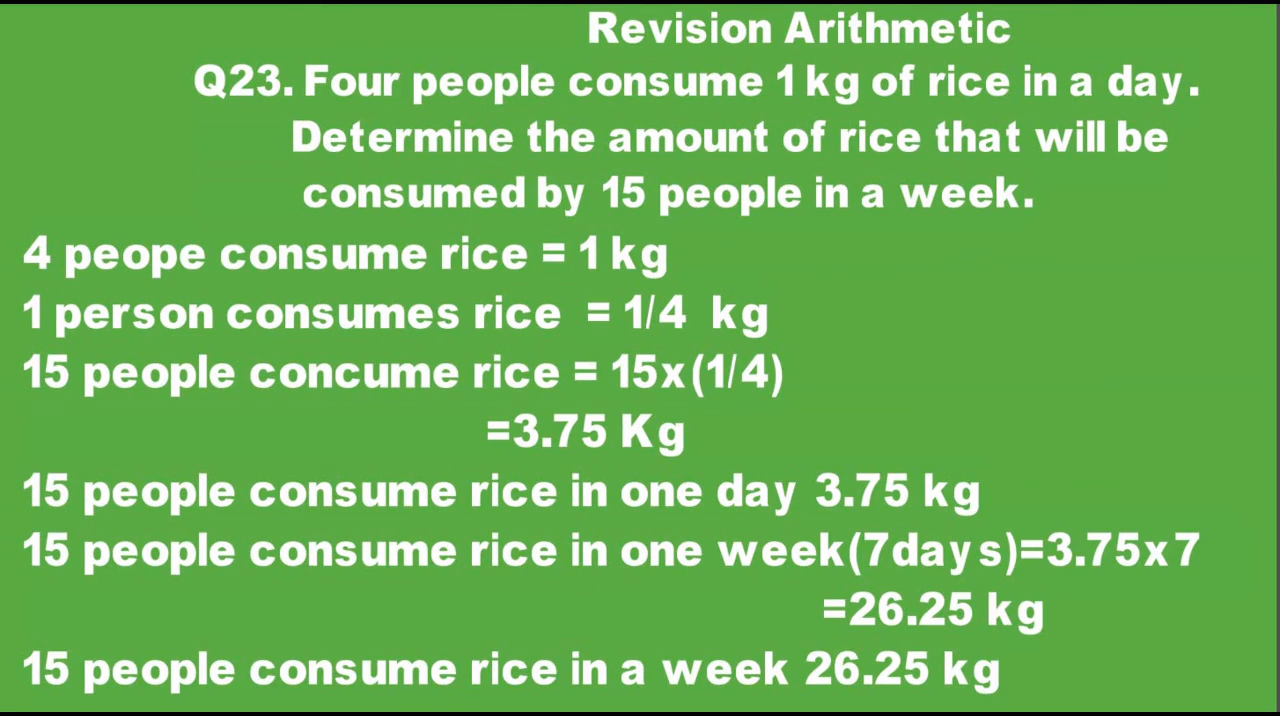 Revision Arithmetic
Q23. Four people consume 1 kg of rice in a day.
Determine the amount of rice that will be
consumed by 15 people in a week.
4 peope consume rice = 1 kg
1 person consumes rice = 1/4 kg
15 people concume rice = 15x(1/4)
=3.75 Kg
15 people consume rice in one day 3.75 kg
15 people consume rice in one week(7days)=3.75x7
=26.25 kg
15 people consume rice in a week 26.25 kg